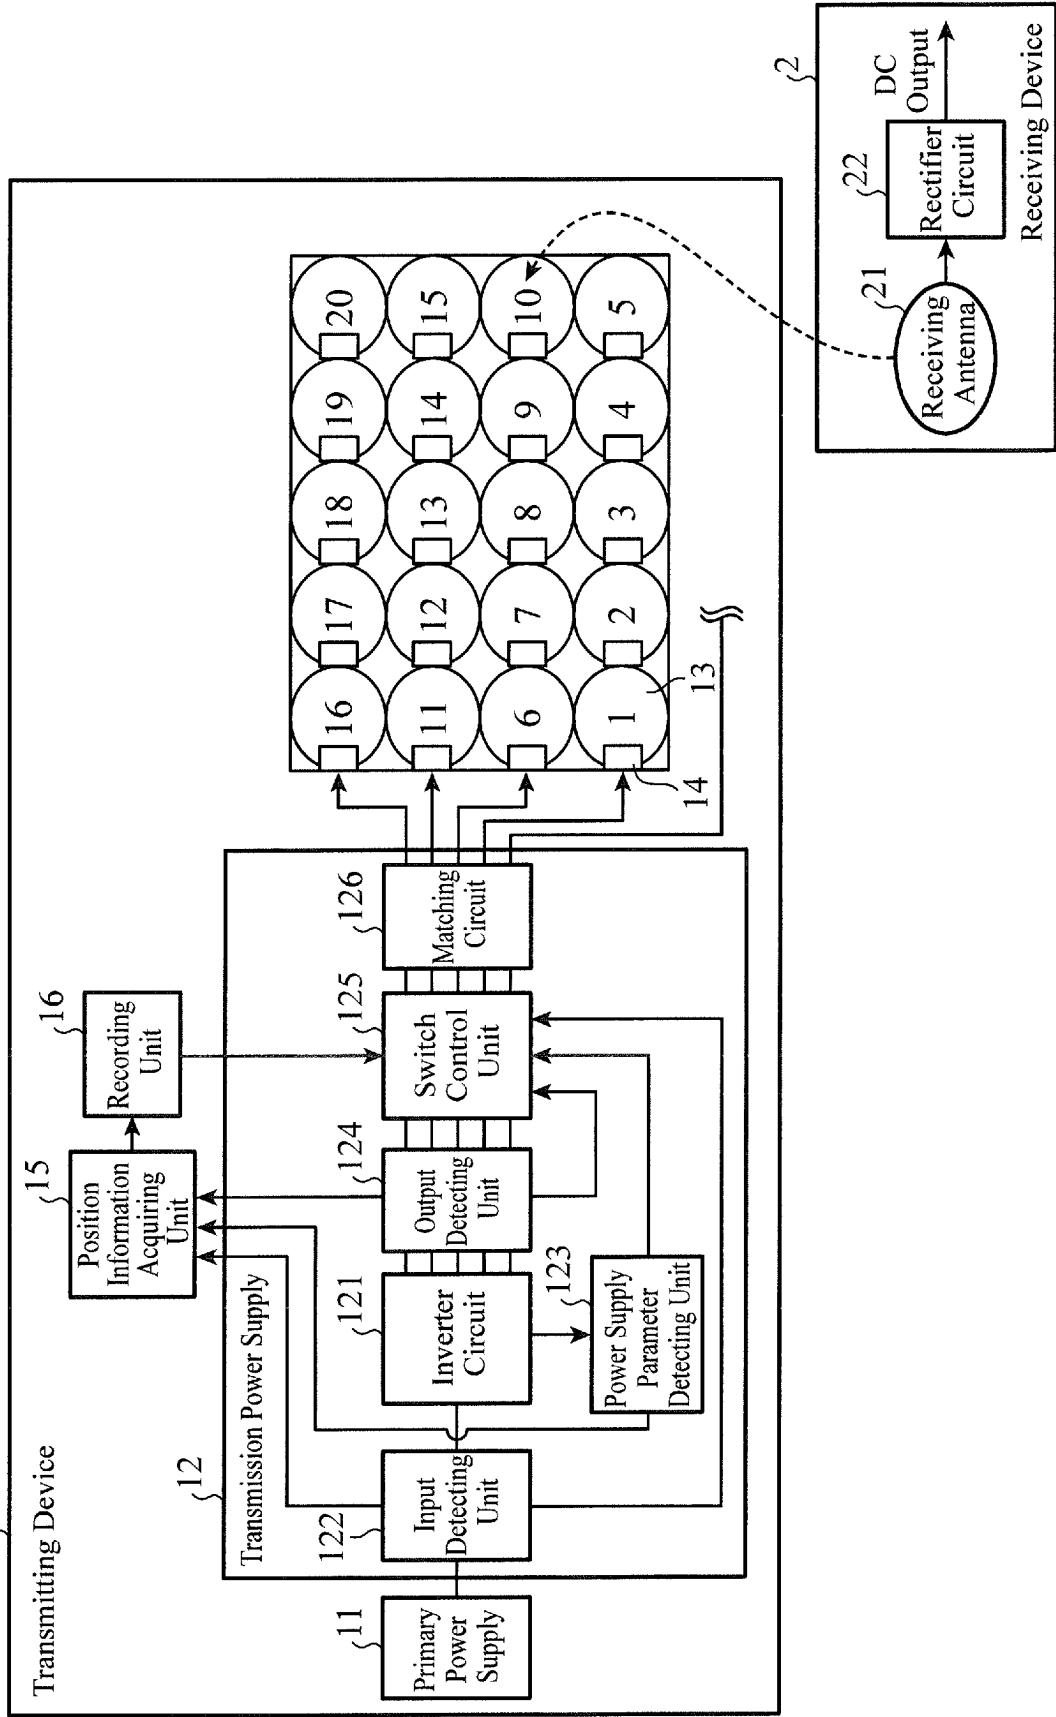 Transmitting Device
11
Primary
Power
Supply
12
Transmission Power Supply
122
Input
Detecting
Unit
121
Inverter
Circuit
123
Power Supply
Parameter
Detecting Unit
124
Output
Detecting
Unit
125
Switch
Control
Unit
126
Matching
Circuit
15
Position
Information
Acquiring
Unit
16
Recording
Unit
16 17 18 19 20
11 12 13 14 15
6 7 8 9 10
1 2 3 4 5
14
13
2
21
Receiving
Antenna
22
Rectifier
Circuit
DC
Output
Receiving Device